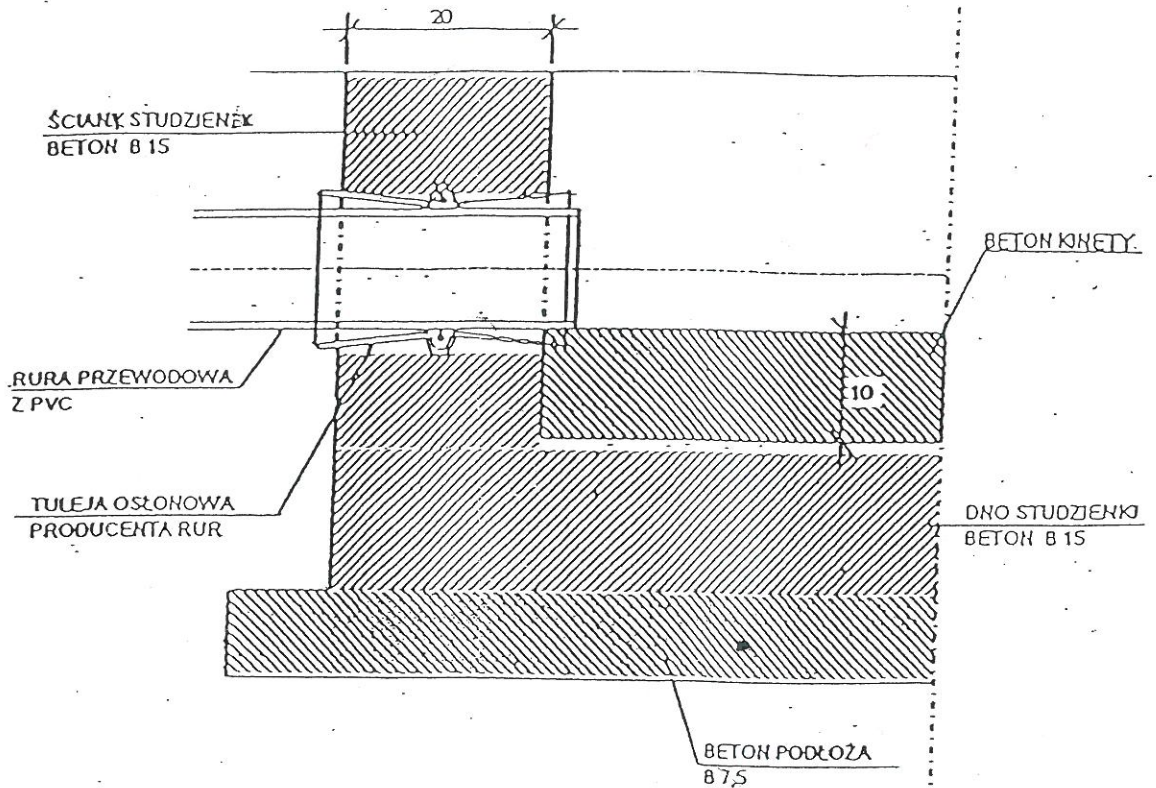 20
ŚCIANK STUDZIENEK
BETON B 15
BETON KINETY.
10
RURA PRZEWODOWA
Z PVC
TULEJA OSŁONOWA
PRODUCENTA RUR
DNO STUDZIENKI
BETON B 15
BETON PODŁOŻA
B 7,5